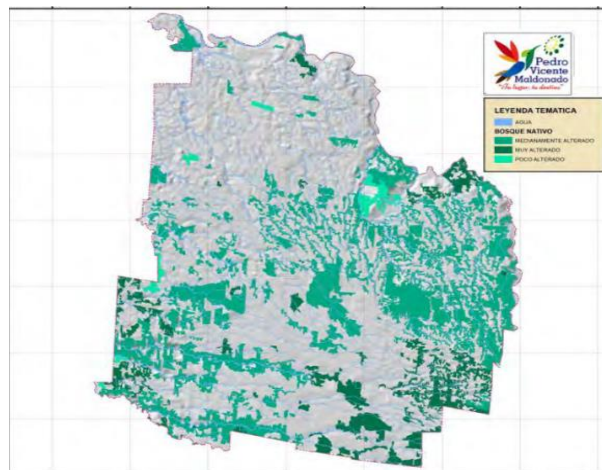 Pedro
Vicente
Maldonado
"Tu lugar, tu destino"
LEYENDA TEMATICA
AGUA
BOSQUE NATIVO
MEDIANAMENTE ALTERADO
MUY ALTERADO
POCO ALTERADO